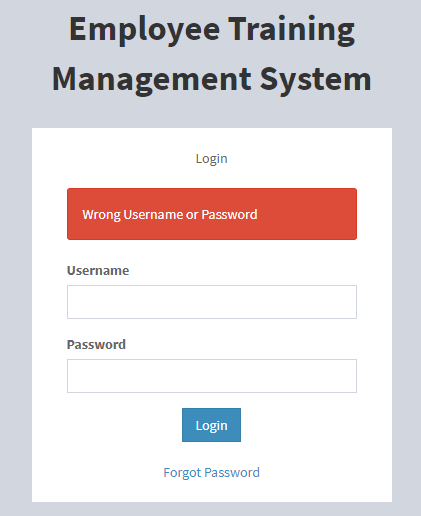 Employee Training
Management System
Login
Wrong Username or Password
Username
Password
Login
Forgot Password